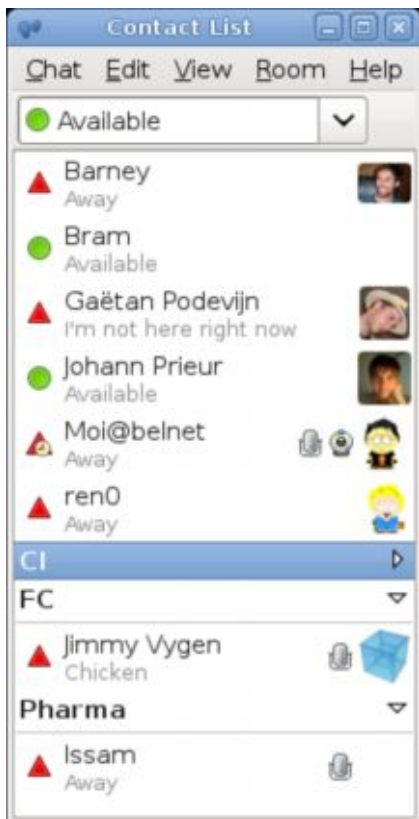 Contact List
Chat Edit View Room Help
Available
Barney
Away
Bram
Available
Gaëtan Podevijn
I'm not here right now
Johann Prieur
Available
Moi@belnet
Away
ren0
Away
CI
FC
Jimmy Vygen
Chicken
Pharma
Issam
Away